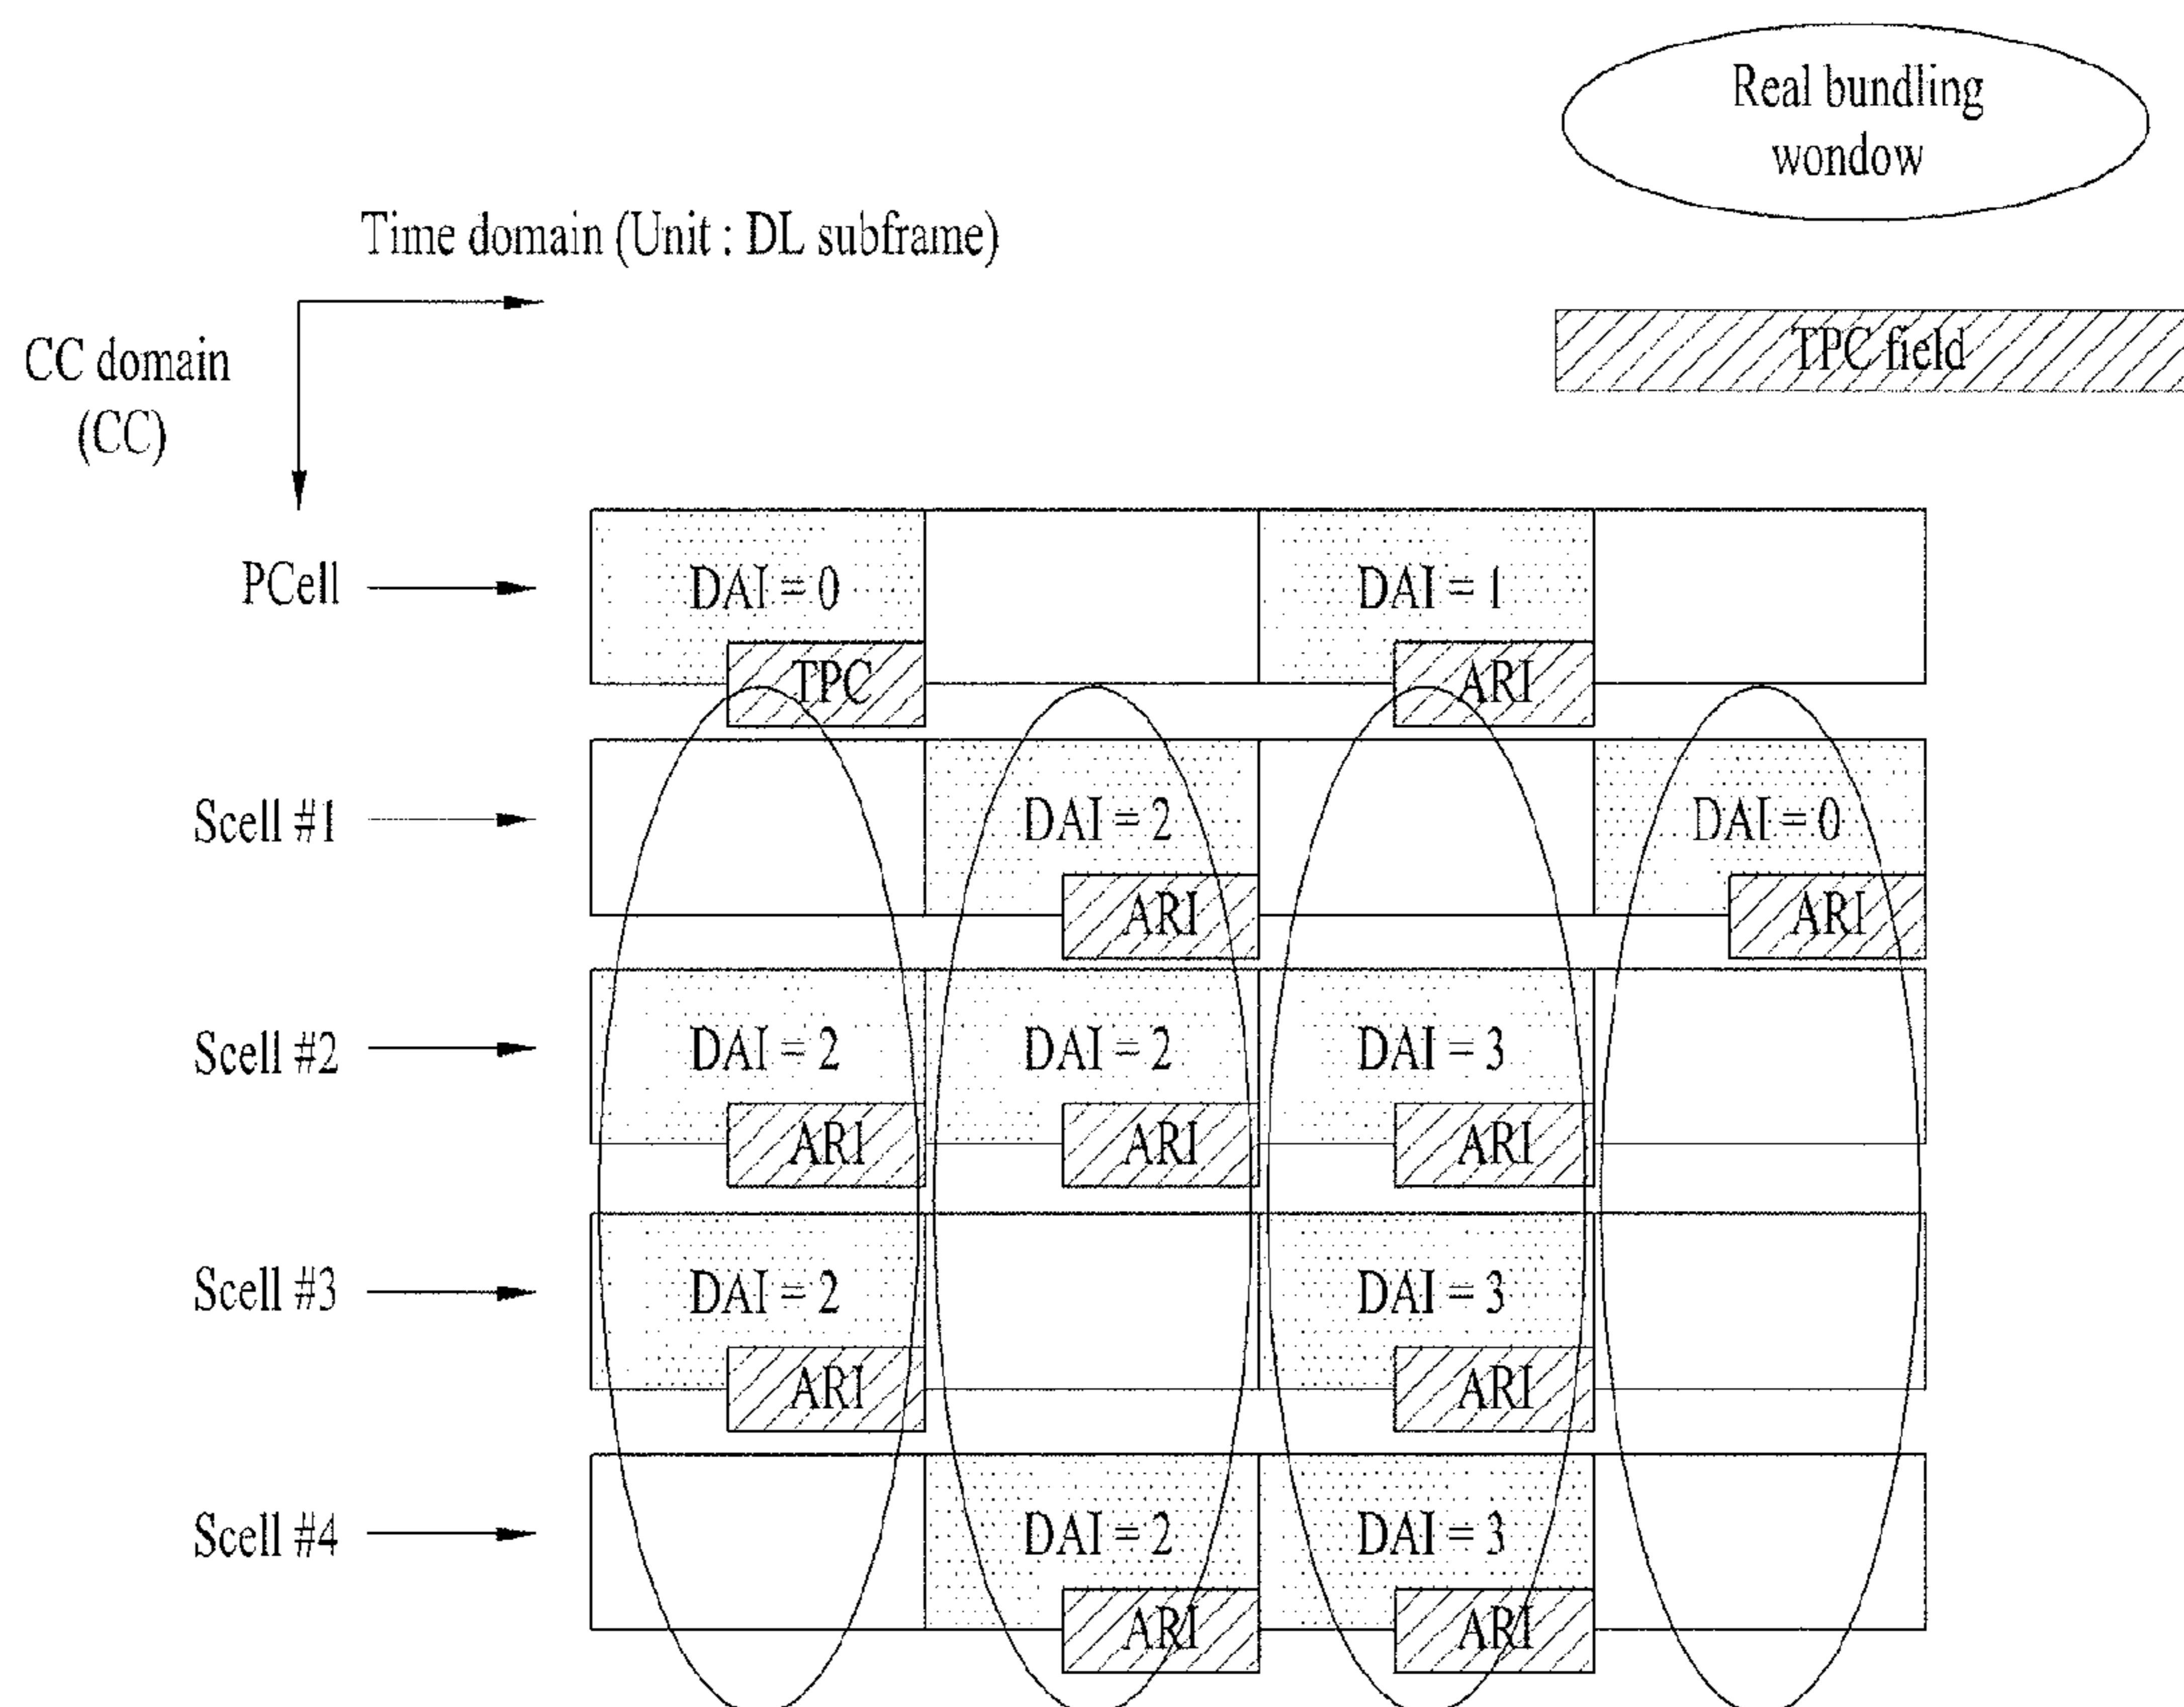 Real bundling
wondow
Time domain (Unit : DL subframe)
TPC field
CC domain
(CC)
PCell
DAI = 0
DAI = 1
TPC
ARI
Scell #1
DAI = 2
DAI = 0
ARI
ARI
Scell #2
DAI = 2
DAI = 2
DAI = 3
ARI
ARI
ARI
Scell #3
DAI = 2
DAI = 3
ARI
ARI
Scell #4
DAI = 2
DAI = 3
ARI
ARI